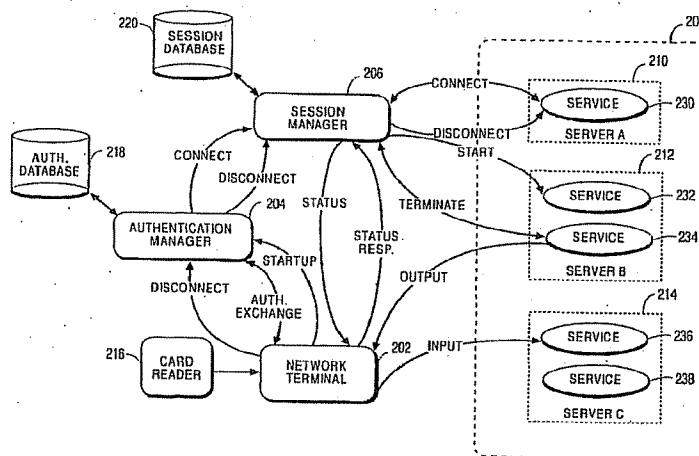 220
SESSION
DATABASE
206
SESSION
MANAGER
CONNECT
DISCONNECT
START
20
210
SERVICE
230
SERVER A
218
AUTH.
DATABASE
CONNECT
DISCONNECT
204
AUTHENTICATION
MANAGER
STATUS
STATUS
RESP.
TERMINATE
212
SERVICE
232
SERVICE
234
SERVER B
STARTUP
DISCONNECT
AUTH.
EXCHANGE
OUTPUT
216
CARD
READER
NETWORK
TERMINAL
202
INPUT
214
SERVICE
236
SERVICE
238
SERVER C